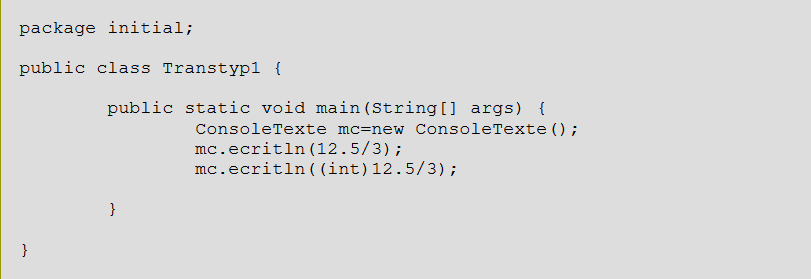 package initial;
public class Transtyp1 {
public static void main(String[] args) {
ConsoleTexte mc=new ConsoleTexte();
mc.ecritln(12.5/3);
mc.ecritln((int)12.5/3);
}
}